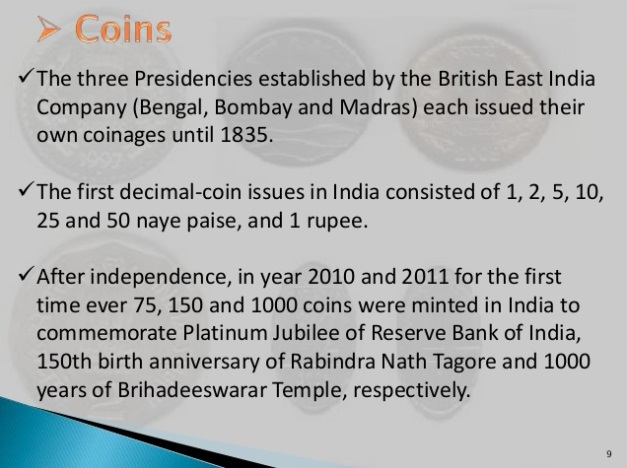 ➢ Coins
✓The three Presidencies established by the British East India
Company (Bengal, Bombay and Madras) each issued their
own coinages until 1835.
✓The first decimal-coin issues in India consisted of 1, 2, 5, 10,
25 and 50 naye paise, and 1 rupee.
✓After independence, in year 2010 and 2011 for the first
time ever 75, 150 and 1000 coins were minted in India to
commemorate Platinum Jubilee of Reserve Bank of India,
150th birth anniversary of Rabindra Nath Tagore and 1000
years of Brihadeeswarar Temple, respectively.
9